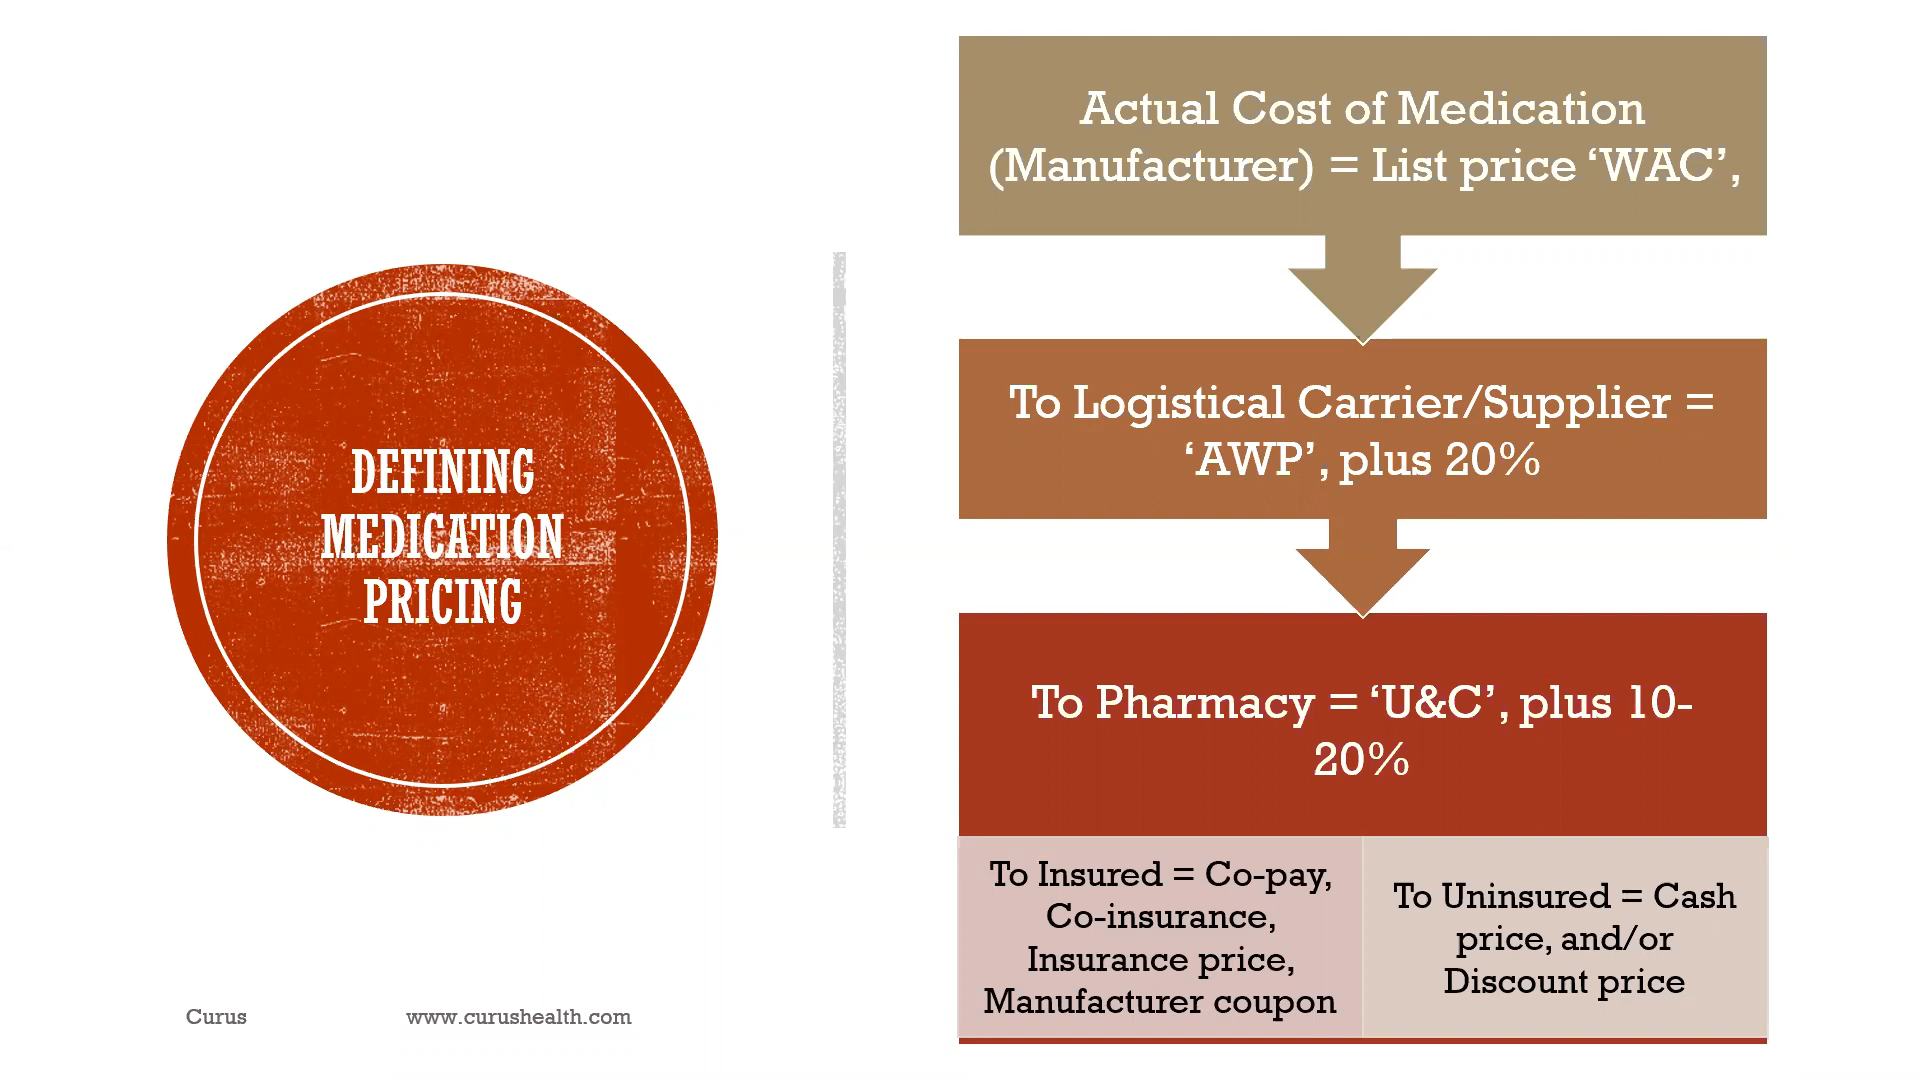 DEFINING
MEDICATION
PRICING
Actual Cost of Medication
(Manufacturer) = List price ‘WAC’,
To Logistical Carrier/Supplier =
‘AWP’, plus 20%
To Pharmacy = ‘U&C’, plus 10-
20%
To Insured = Co-pay,
Co-insurance,
Insurance price,
Manufacturer coupon
To Uninsured = Cash
price, and/or
Discount price
Curus
www.curushealth.com